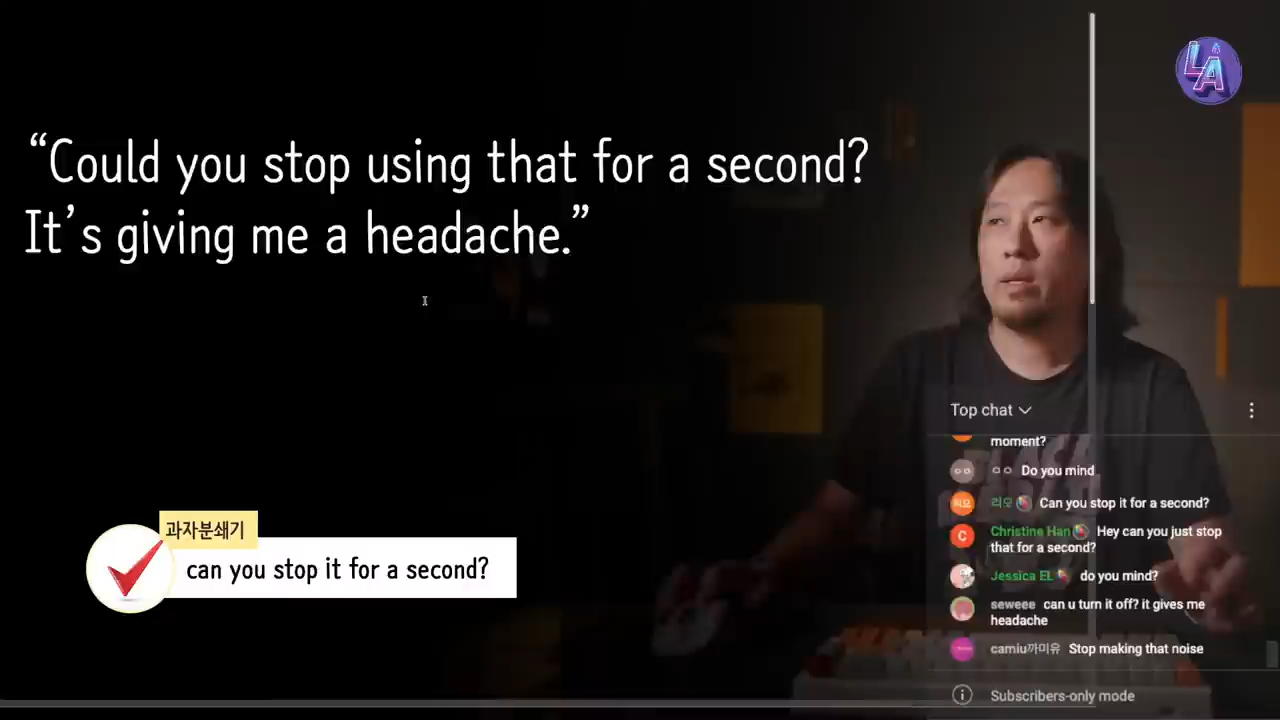 LA
“Could you stop using that for a second?
It’s giving me a headache.”
Top chat
moment?
ㅇㅇ Do you mind
리오 Can you stop it for a second?
Christine Han Hey can you just stop
that for a second?
Jessica EL do you mind?
seweee can u turn it off? it gives me
headache
camiu까미유 Stop making that noise
Subscribers-only mode
과자분쇄기
can you stop it for a second?